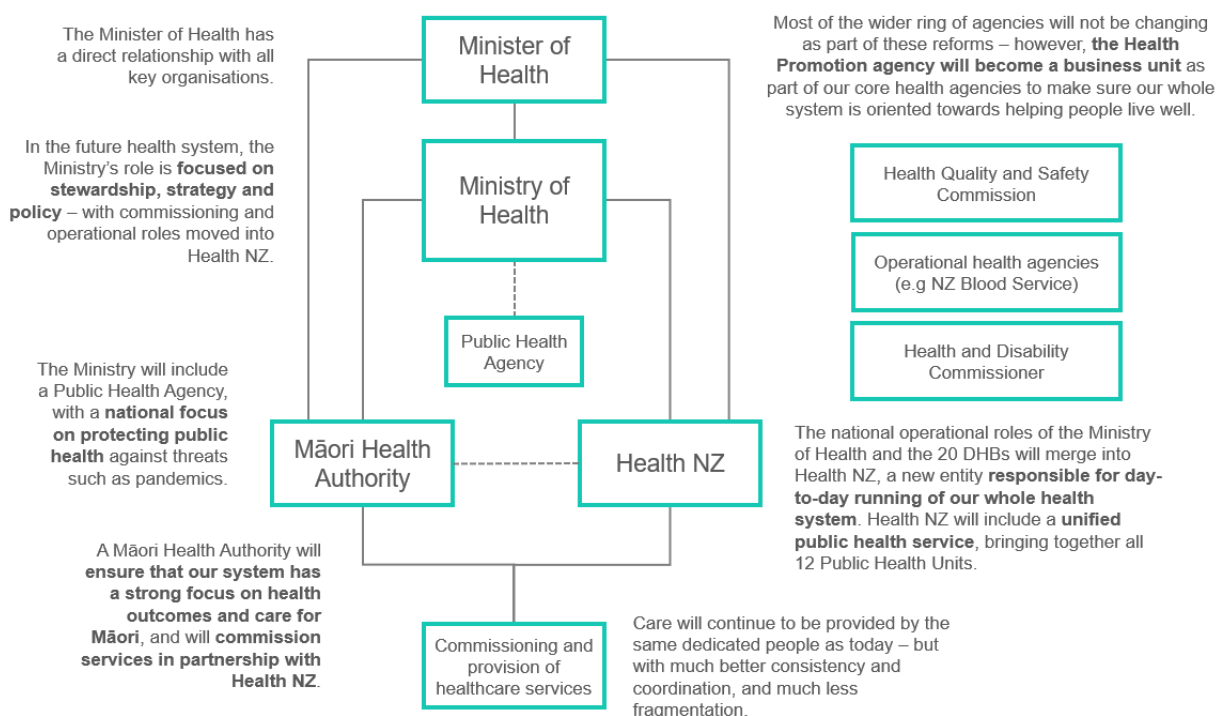 The Minister of Health has
a direct relationship with all
key organisations.
Minister of
Health
Most of the wider ring of agencies will not be changing
as part of these reforms – however, the Health
Promotion agency will become a business unit as
part of our core health agencies to make sure our whole
system is oriented towards helping people live well.
In the future health system, the
Ministry’s role is focused on
stewardship, strategy and
policy – with commissioning and
operational roles moved into
Health NZ.
Ministry of
Health
Health Quality and Safety
Commission
Operational health agencies
(e.g NZ Blood Service)
Health and Disability
Commissioner
Public Health
Agency
The Ministry will include
a Public Health Agency,
with a national focus
on protecting public
health against threats
such as pandemics.
Māori Health
Authority
Health NZ
The national operational roles of the Ministry
of Health and the 20 DHBs will merge into
Health NZ, a new entity responsible for day-
to-day running of our whole health
system. Health NZ will include a unified
public health service, bringing together all
12 Public Health Units.
A Māori Health Authority will
ensure that our system has
a strong focus on health
outcomes and care for
Māori, and will commission
services in partnership with
Health NZ.
Commissioning and
provision of
healthcare services
Care will continue to be provided by the
same dedicated people as today – but
with much better consistency and
coordination, and much less
fragmentation.